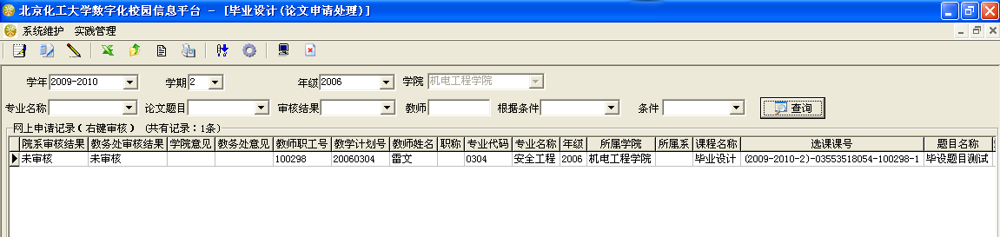 北京化工大学数字化校园信息平台 - [毕业设计(论文申请处理)]
系统维护 实践管理
学年 2009-2010 学期 2 年级 2006 学院 机电工程学院
专业名称 论文题目 审核结果 教师 根据条件 条件 查询
网上申请记录(右键审核) (共有记录:1条)
院系审核结果 教务处审核结果 学院意见 教务处意见 教师职工号 教学计划号 教师姓名 职称 专业代码 专业名称 年级 所属学院 所属系 课程名称 选课课号 题目名称
未审核 未审核 100298 20060304 雷文 0304 安全工程 2006 机电工程学院 毕业设计 (2009-2010-2)-03553518054-100298-1 毕设题目测试